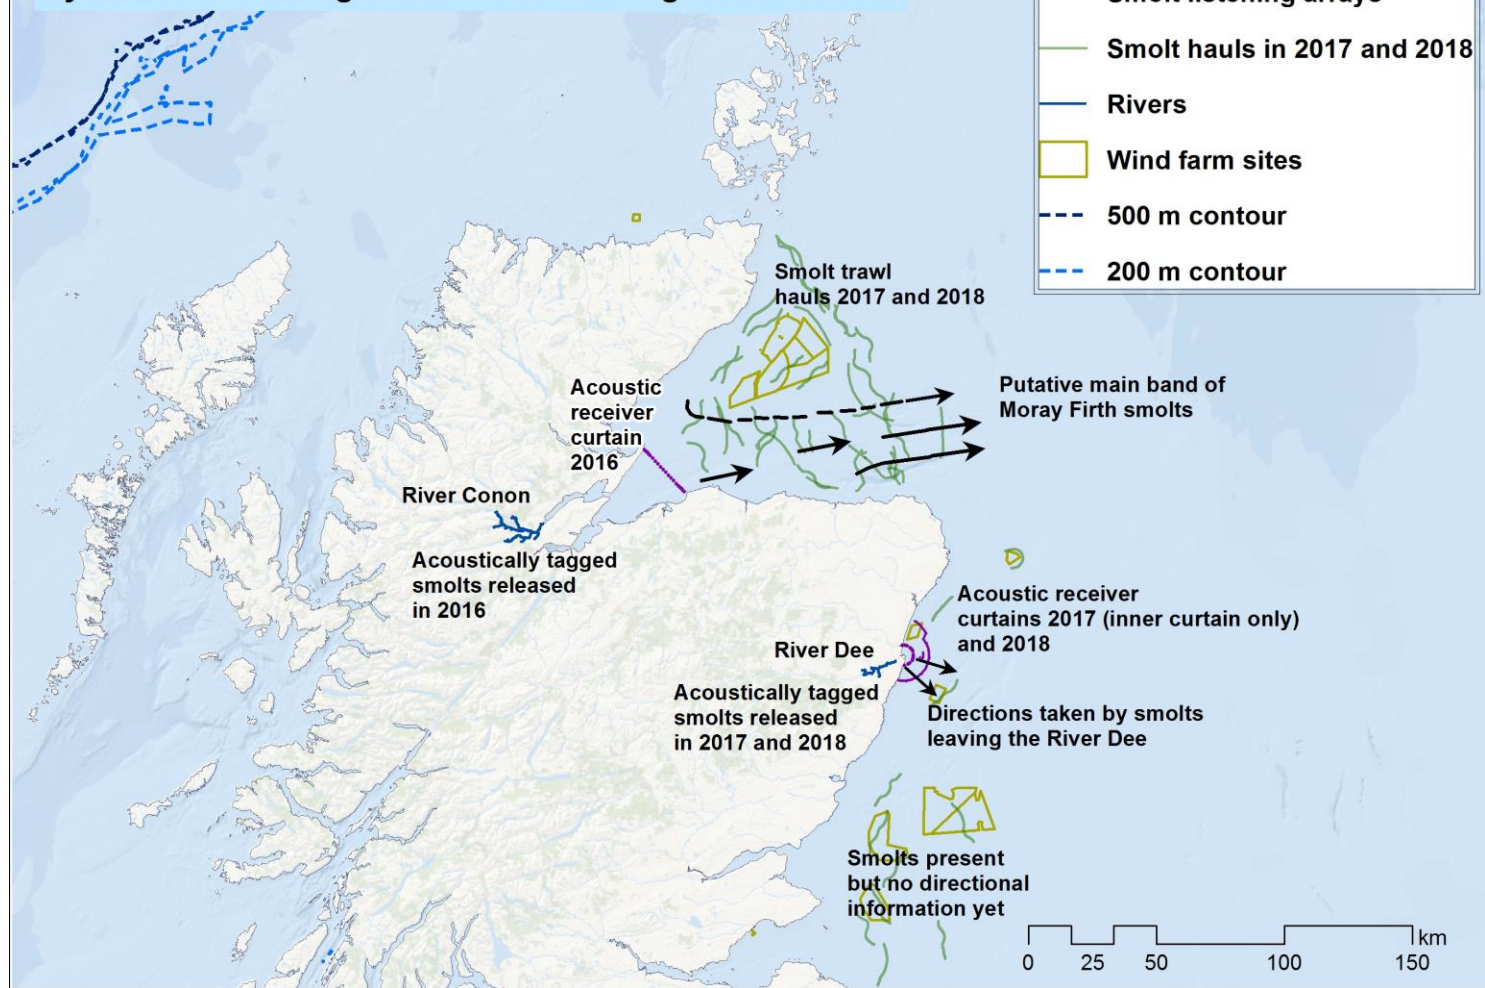 Smolt listening arrays
Smolt hauls in 2017 and 2018
Rivers
Wind farm sites
500 m contour
200 m contour
Smolt trawl
hauls 2017 and 2018
Acoustic
receiver
curtain
2016
Putative main band of
Moray Firth smolts
River Conon
Acoustically tagged
smolts released
in 2016
Acoustic receiver
curtains 2017 (inner curtain only)
and 2018
River Dee
Acoustically tagged
smolts released
in 2017 and 2018
Directions taken by smolts
leaving the River Dee
Smolts present
but no directional
information yet
km
0 25 50 100 150